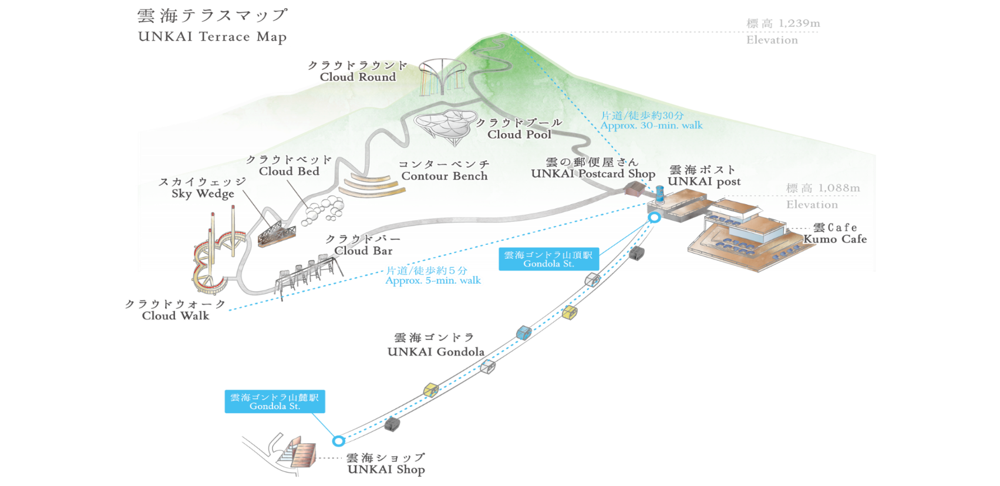 雲海テラスマップ
UNKAI Terrace Map
標高 1,239m
Elevation
クラウドラウンド
Cloud Round
片道/徒歩約30分
Approx. 30-min. walk
クラウドプール
Cloud Pool
クラウドベッド
Cloud Bed
コンターベンチ
Contour Bench
雲の郵便屋さん
UNKAI Postcard Shop
雲海ポスト
UNKAI post
スカイウェッジ
Sky Wedge
標高 1,088m
Elevation
雲Cafe
Kumo Cafe
クラウドバー
Cloud Bar
雲海ゴンドラ山頂駅
Gondola St.
片道/徒歩約5分
Approx. 5-min. walk
クラウドウォーク
Cloud Walk
雲海ゴンドラ
UNKAI Gondola
雲海ゴンドラ山麓駅
Gondola St.
雲海ショップ
UNKAI Shop